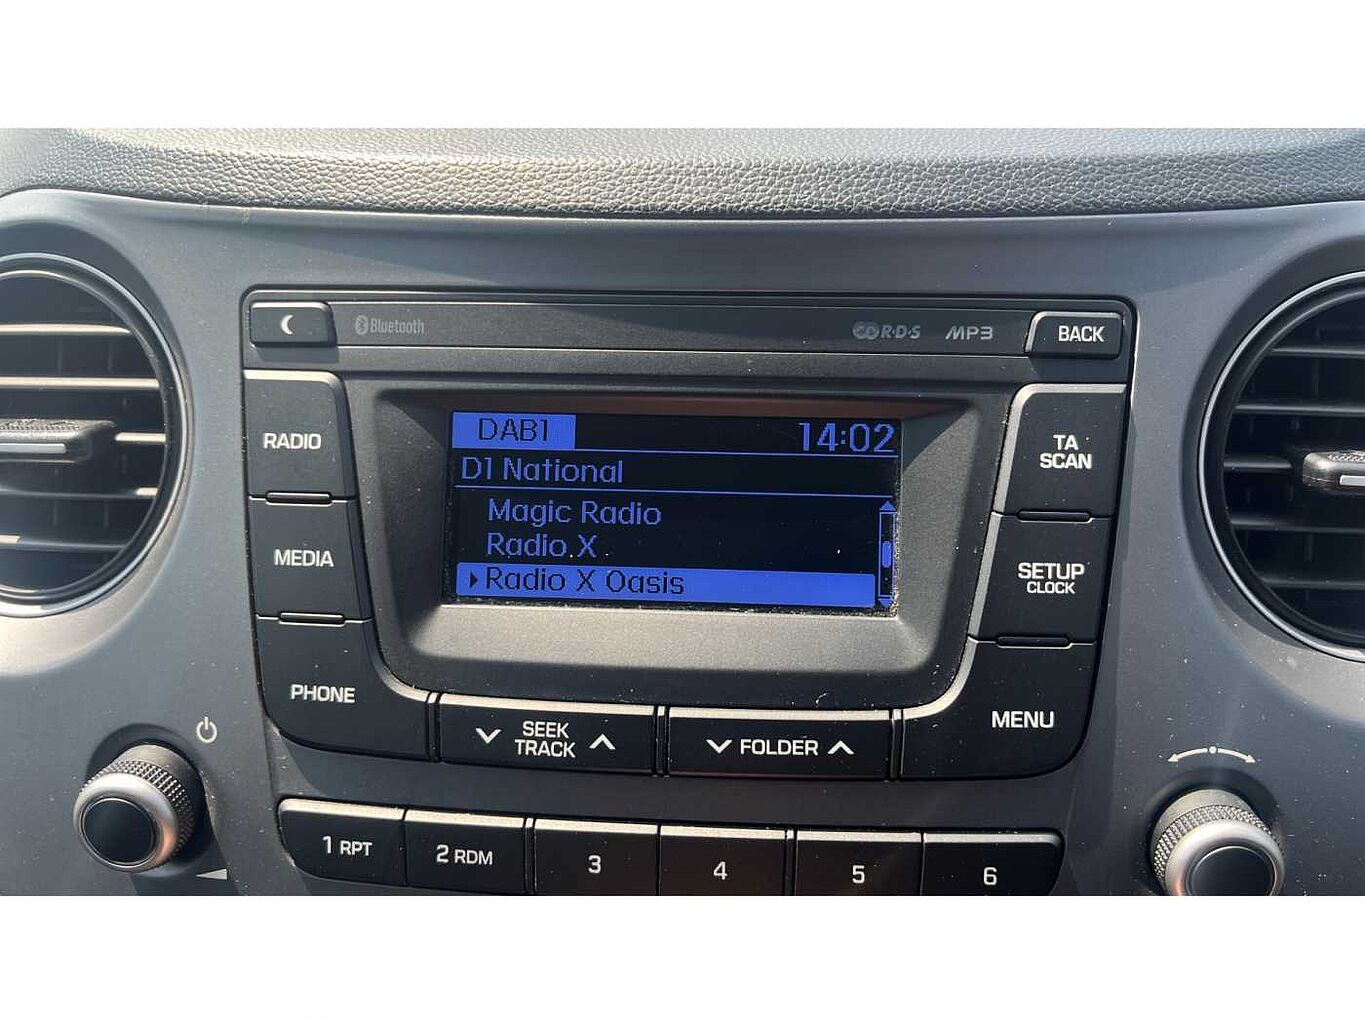 Bluetooth
R·D·S
MP3
BACK
RADIO
MEDIA
PHONE
DAB1
14:02
D1 National
Magic Radio
Radio X
Radio X Oasis
TA
SCAN
SETUP
CLOCK
MENU
SEEK
TRACK
FOLDER
1 RPT
2 RDM
3
4
5
6